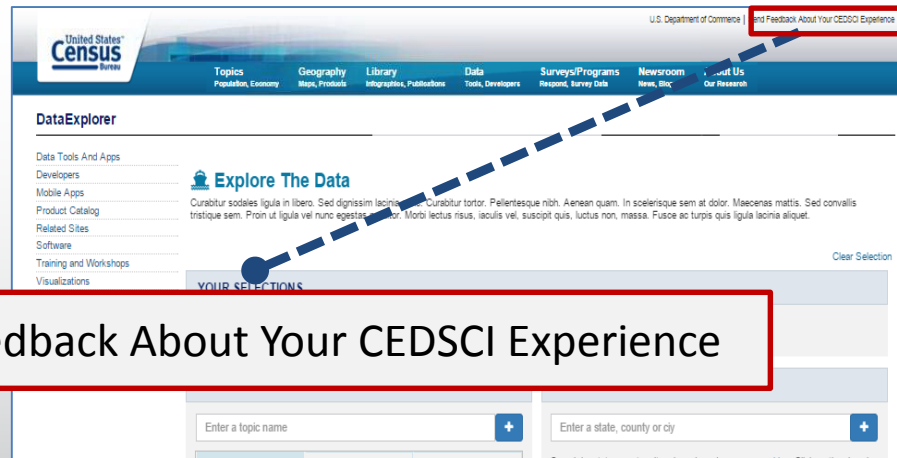 U.S. Department of Commerce | end Feedback About Your CEDSCI Experience
United States™
Census
Bureau
Topics
Population, Economy
Geography
Maps, Products
Library
Infographics, Publications
Data
Tools, Developers
Surveys/Programs
Respond, Survey Data
Newsroom
News, Blogs
About Us
Our Research
DataExplorer
Data Tools And Apps
Developers
Mobile Apps
Product Catalog
Related Sites
Software
Training and Workshops
Visualizations
Explore The Data
Curabitur sodales ligula in libero. Sed dignissim lacinia Curabitur tortor. Pellentesque nibh. Aenean quam. In scelerisque sem at dolor. Maecenas mattis. Sed convallis
tristique sem. Proin ut ligula vel nunc egestas Morbi lectus risus, iaculis vel, suscipit quis, luctus non, massa. Fusce ac turpis quis ligula lacinia aliquet.
Clear Selection
YOUR SELECTIONS
edback About Your CEDSCI Experience
Enter a topic name
+
Enter a state, county or ciy
+